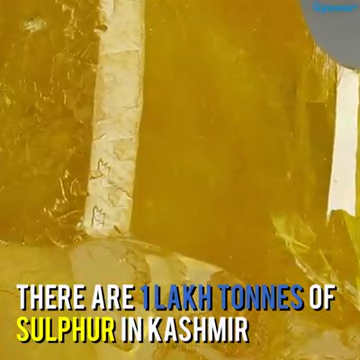 THERE ARE 1 LAKH TONNES OF
SULPHUR IN KASHMIR